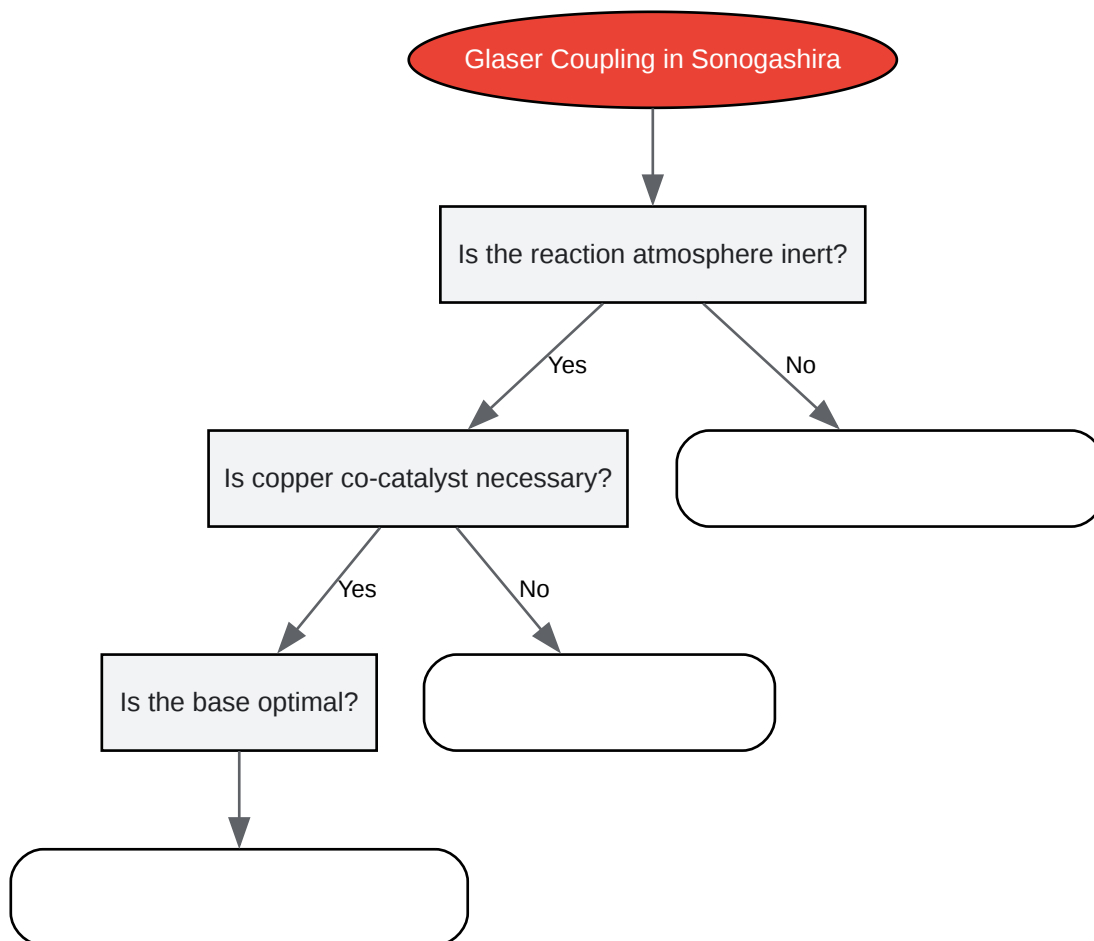 Glaser Coupling in Sonogashira
Is the reaction atmosphere inert?
Yes
No
Is copper co-catalyst necessary?
Yes
No
Is the base optimal?